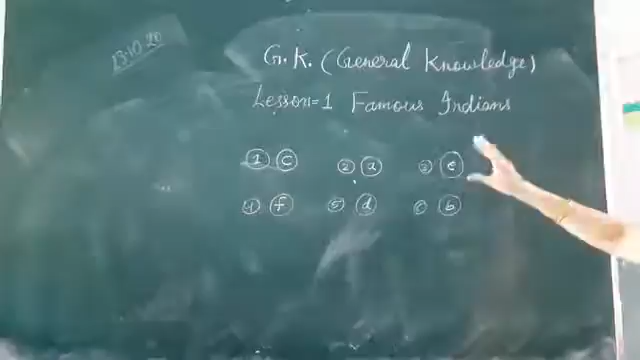 13.10.20
G.K. (General Knowledge)
Lesson=1 Famous Indians
1 c 2 a 3 e
4 f 5 d 6 b